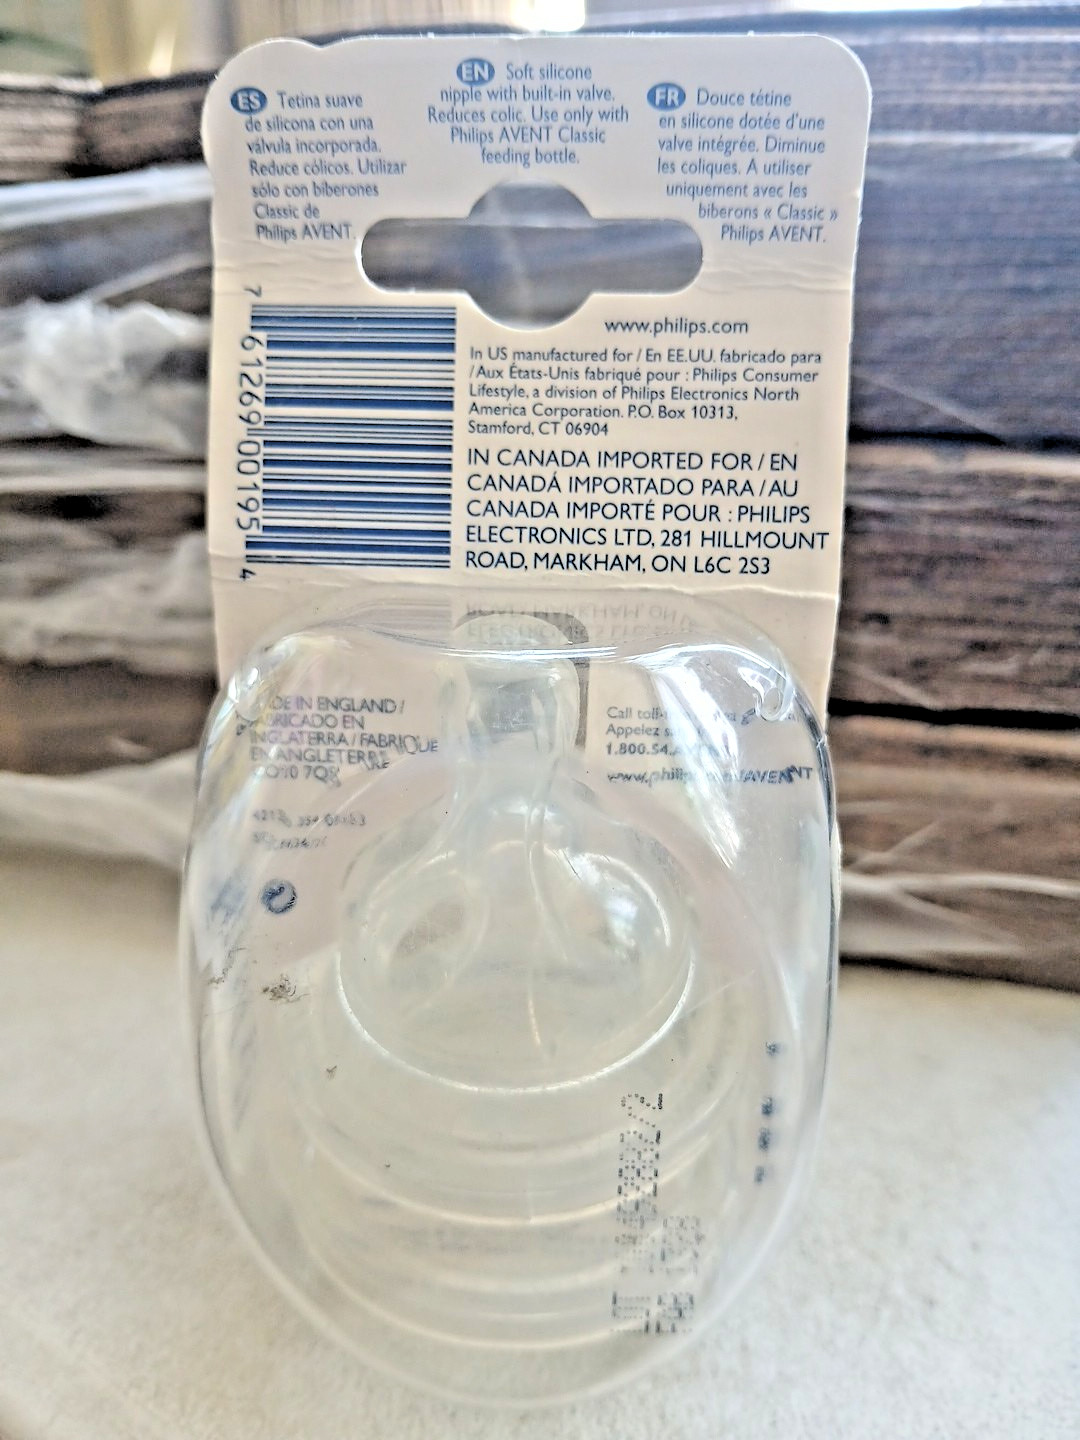 ES Tetina suave
de silicona con una
válvula incorporada.
Reduce cólicos. Utilizar
sólo con biberones
Classic de
Philips AVENT.
EN Soft silicone
nipple with built-in valve.
Reduces colic. Use only with
Philips AVENT Classic
feeding bottle.
FR Douce tétine
en silicone dotée d'une
valve intégrée. Diminue
les coliques. A utiliser
uniquement avec les
biberons « Classic »
Philips AVENT.
7 61269 00195 4
www.philips.com
In US manufactured for / En EE.UU. fabricado para
/ Aux États-Unis fabriqué pour : Philips Consumer
Lifestyle, a division of Philips Electronics North
America Corporation. P.O. Box 10313,
Stamford, CT 06904
IN CANADA IMPORTED FOR / EN
CANADÁ IMPORTADO PARA / AU
CANADA IMPORTÉ POUR : PHILIPS
ELECTRONICS LTD, 281 HILLMOUNT
ROAD, MARKHAM, ON L6C 2S3
IN ENGLAND /
EN
INGLATERRA / FABRIQUE
EN ANGLETERRE
7Q
Call
Appelez